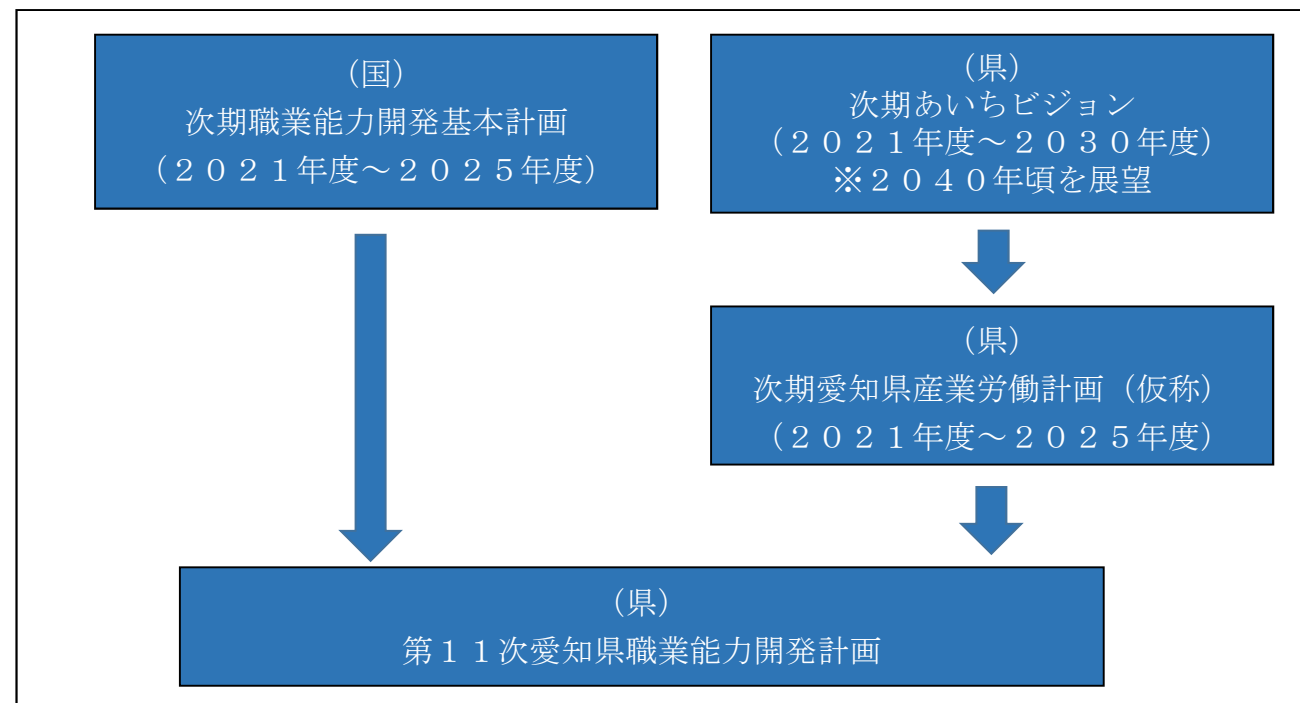 （国）
次期職業能力開発基本計画
（２０２１年度～２０２５年度）
（県）
次期あいちビジョン
（２０２１年度～２０３０年度）
※２０４０年頃を展望
（県）
次期愛知県産業労働計画（仮称）
（２０２１年度～２０２５年度）
（県）
第１１次愛知県職業能力開発計画